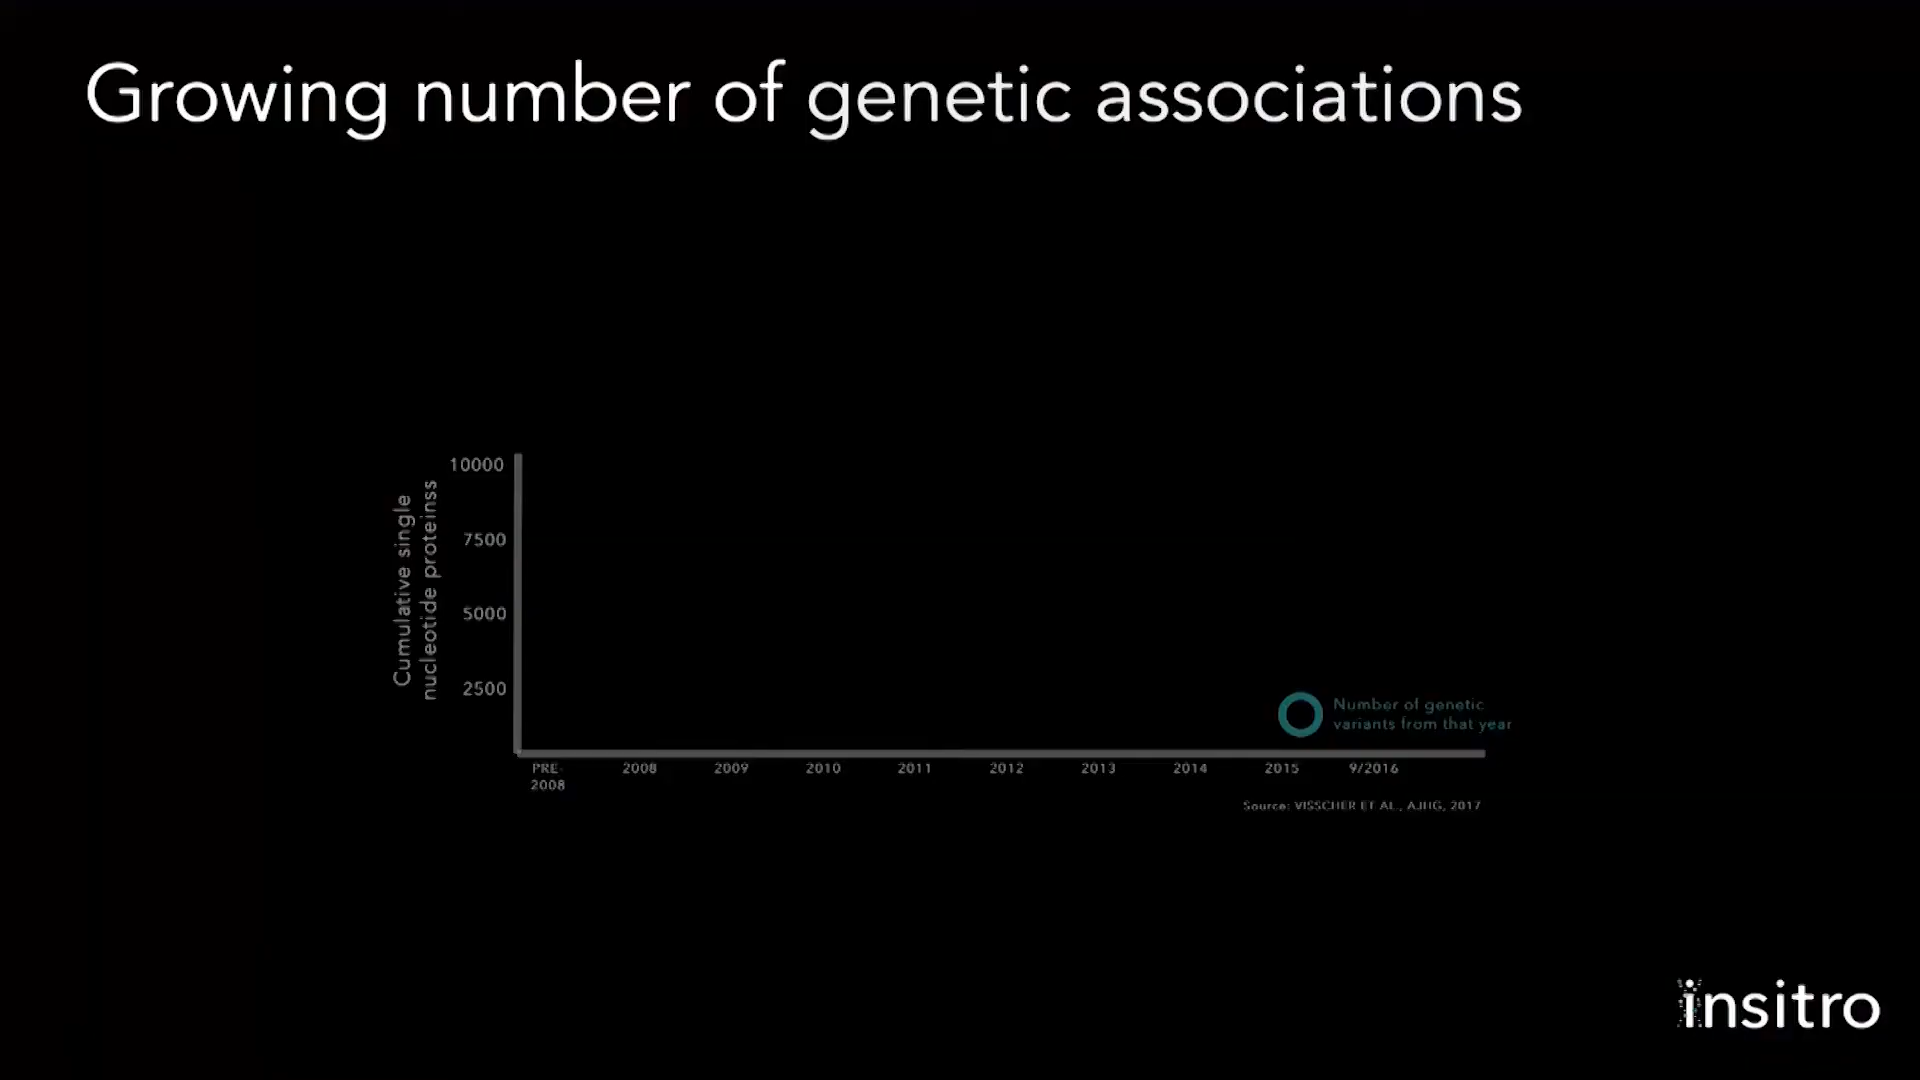 Growing number of genetic associations
10000
7500
5000
2500
Cumulative single
nucleotide proteinss
Number of genetic
variants from that year
PRE-
2008
2008
2009
2010
2011
2012
2013
2014
2015
9/2016
Source: VISSCHER ET AL., AJHG, 2017
insitro